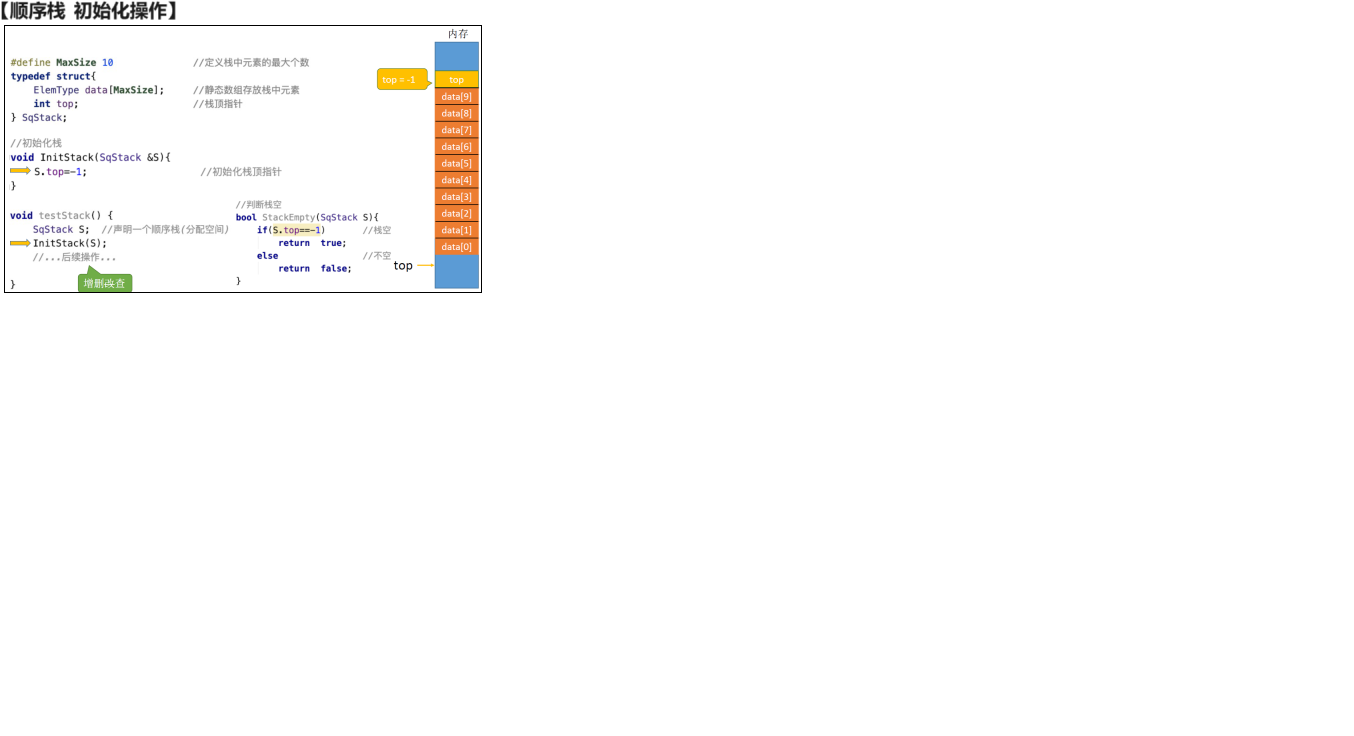 【顺序栈 初始化操作】
#define MaxSize 10 //定义栈中元素的最大个数
typedef struct{
ElemType data[MaxSize]; //静态数组存放栈中元素
int top; //栈顶指针
} SqStack;
//初始化栈
void InitStack(SqStack &S){
S.top=-1; //初始化栈顶指针
}
void testStack() {
SqStack S; //声明一个顺序栈(分配空间)
InitStack(S);
//...后续操作...
}
增删改查
//判断栈空
bool StackEmpty(SqStack S){
if(S.top==-1) //栈空
return true;
else //不空
return false;
}
内存
top = -1
top
data[9]
data[8]
data[7]
data[6]
data[5]
data[4]
data[3]
data[2]
data[1]
data[0]
top